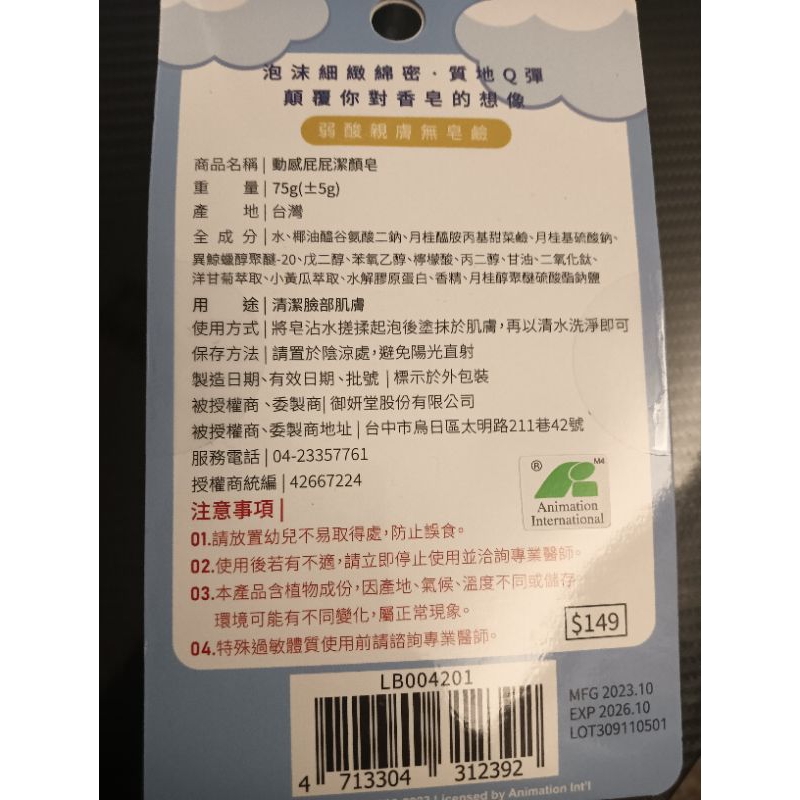 泡沫細緻綿密．質地Q彈
顛覆你對香皂的想像
弱酸親膚無皂鹼
商品名稱｜動感屁屁潔顏皂
重　　量｜75g(±5g)
產　　地｜台灣
全 成 分｜水、椰油醯谷氨酸二鈉、月桂醯胺丙基甜菜鹼、月桂基硫酸鈉、
異鯨蠟醇聚醚-20、戊二醇、苯氧乙醇、檸檬酸、丙二醇、甘油、二氧化鈦、
洋甘菊萃取、小黃瓜萃取、水解膠原蛋白、香精、月桂醇聚醚硫酸酯鈉鹽
用　　途｜清潔臉部肌膚
使用方式｜將皂沾水搓揉起泡後塗抹於肌膚，再以清水洗淨即可
保存方法｜請置於陰涼處，避免陽光直射
製造日期、有效日期、批號｜標示於外包裝
被授權商、委製商｜御妍堂股份有限公司
被授權商、委製商地址｜台中市烏日區太明路211巷42號
服務電話｜04-23357761
授權商統編｜42667224
® M4
Animation
International
注意事項｜
01.請放置幼兒不易取得處，防止誤食。
02.使用後若有不適，請立即停止使用並洽詢專業醫師。
03.本產品含植物成份，因產地、氣候、溫度不同或儲存
環境可能有不同變化，屬正常現象。
04.特殊過敏體質使用前請諮詢專業醫師。
$149
LB004201
4 713304 312392
MFG 2023.10
EXP 2026.10
LOT309110501
Licensed by Animation Int'l